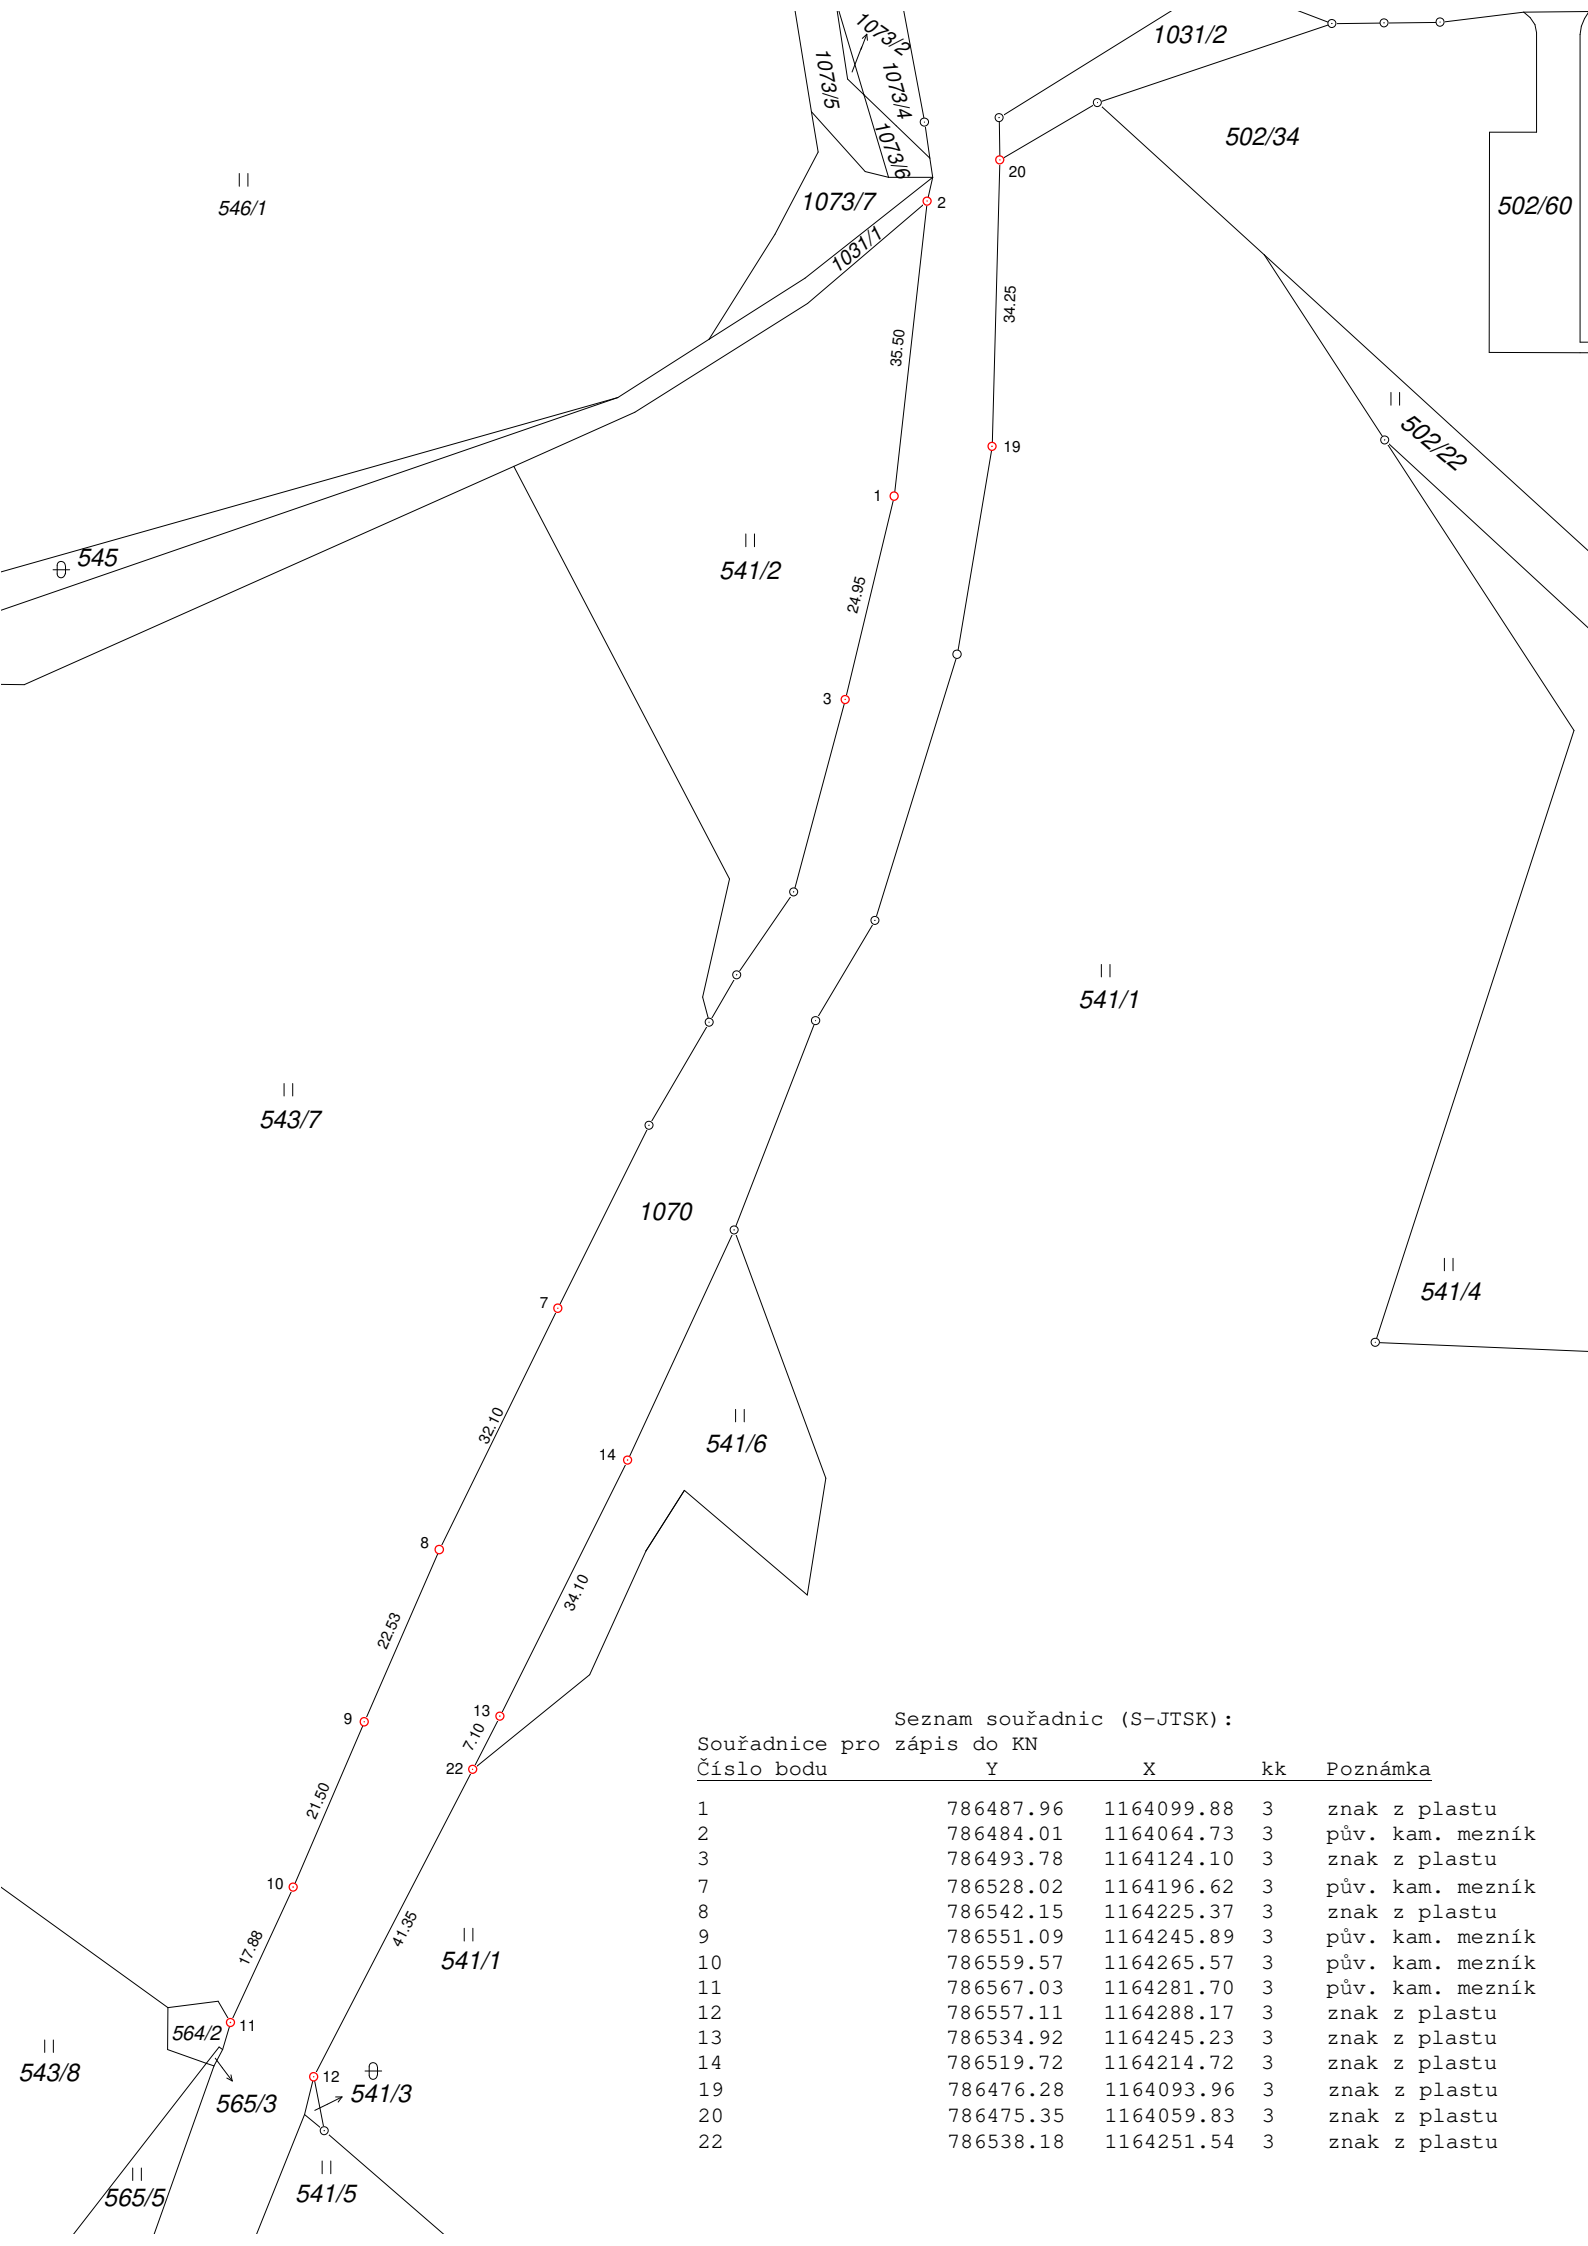 1073/2
1031/2
1073/5
1073/4
502/34
1073/6
20
546/1
1073/7
2
502/60
1031/1
34.25
35.50
502/22
19
1
545
541/2
24.95
3
541/1
543/7
1070
541/4
7
32.10
541/6
14
8
34.10
22.53
9
13
7.10
22
21.50
10
41.35
17.88
541/1
11
564/2
543/8
12
541/3
565/3
565/5
541/5
Seznam souřadnic (S-JTSK):
Souřadnice pro zápis do KN
Číslo bodu Y X kk Poznámka
1 786487.96 1164099.88 3 znak z plastu
2 786484.01 1164064.73 3 pův. kam. mezník
3 786493.78 1164124.10 3 znak z plastu
7 786528.02 1164196.62 3 pův. kam. mezník
8 786542.15 1164225.37 3 znak z plastu
9 786551.09 1164245.89 3 pův. kam. mezník
10 786559.57 1164265.57 3 pův. kam. mezník
11 786567.03 1164281.70 3 pův. kam. mezník
12 786557.11 1164288.17 3 znak z plastu
13 786534.92 1164245.23 3 znak z plastu
14 786519.72 1164214.72 3 znak z plastu
19 786476.28 1164093.96 3 znak z plastu
20 786475.35 1164059.83 3 znak z plastu
22 786538.18 1164251.54 3 znak z plastu